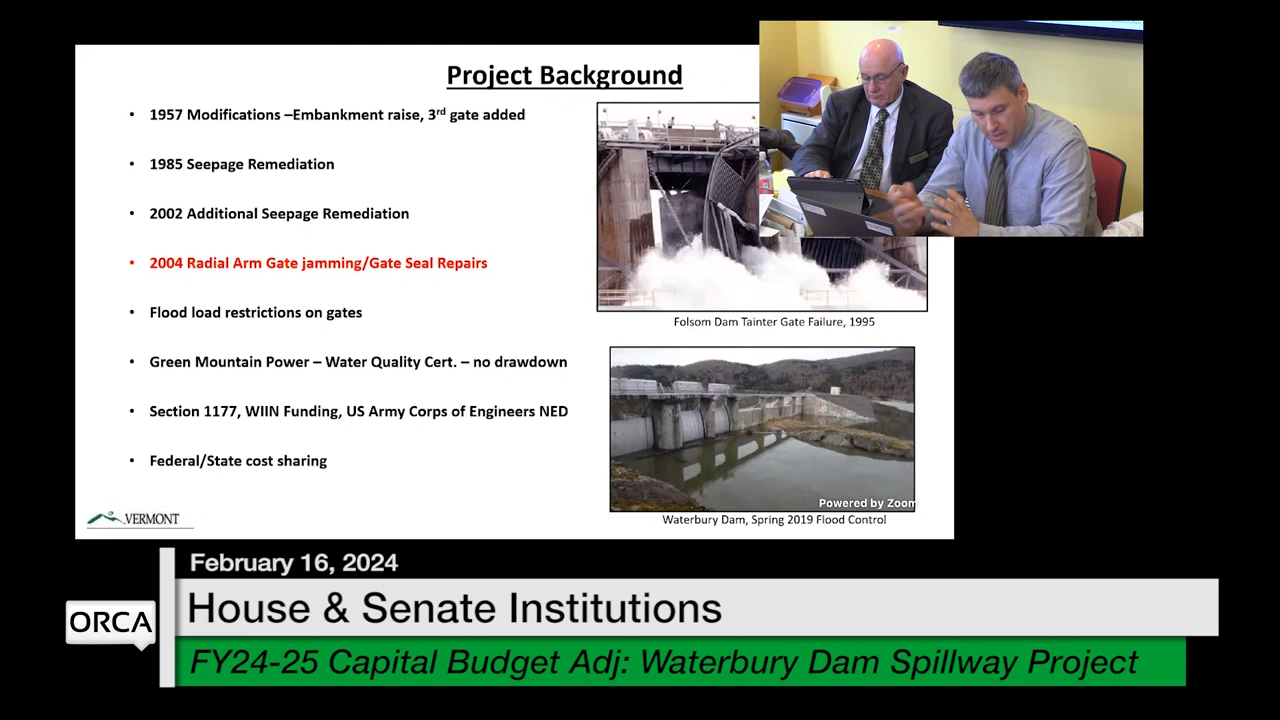 Project Background
• 1957 Modifications –Embankment raise, 3rd gate added
• 1985 Seepage Remediation
• 2002 Additional Seepage Remediation
• 2004 Radial Arm Gate jamming/Gate Seal Repairs
• Flood load restrictions on gates
• Green Mountain Power – Water Quality Cert. – no drawdown
• Section 1177, WIIN Funding, US Army Corps of Engineers NED
• Federal/State cost sharing
Folsom Dam Tainter Gate Failure, 1995
Powered by Zoom
Waterbury Dam, Spring 2019 Flood Control
VERMONT
February 16, 2024
ORCA
House & Senate Institutions
FY24-25 Capital Budget Adj: Waterbury Dam Spillway Project